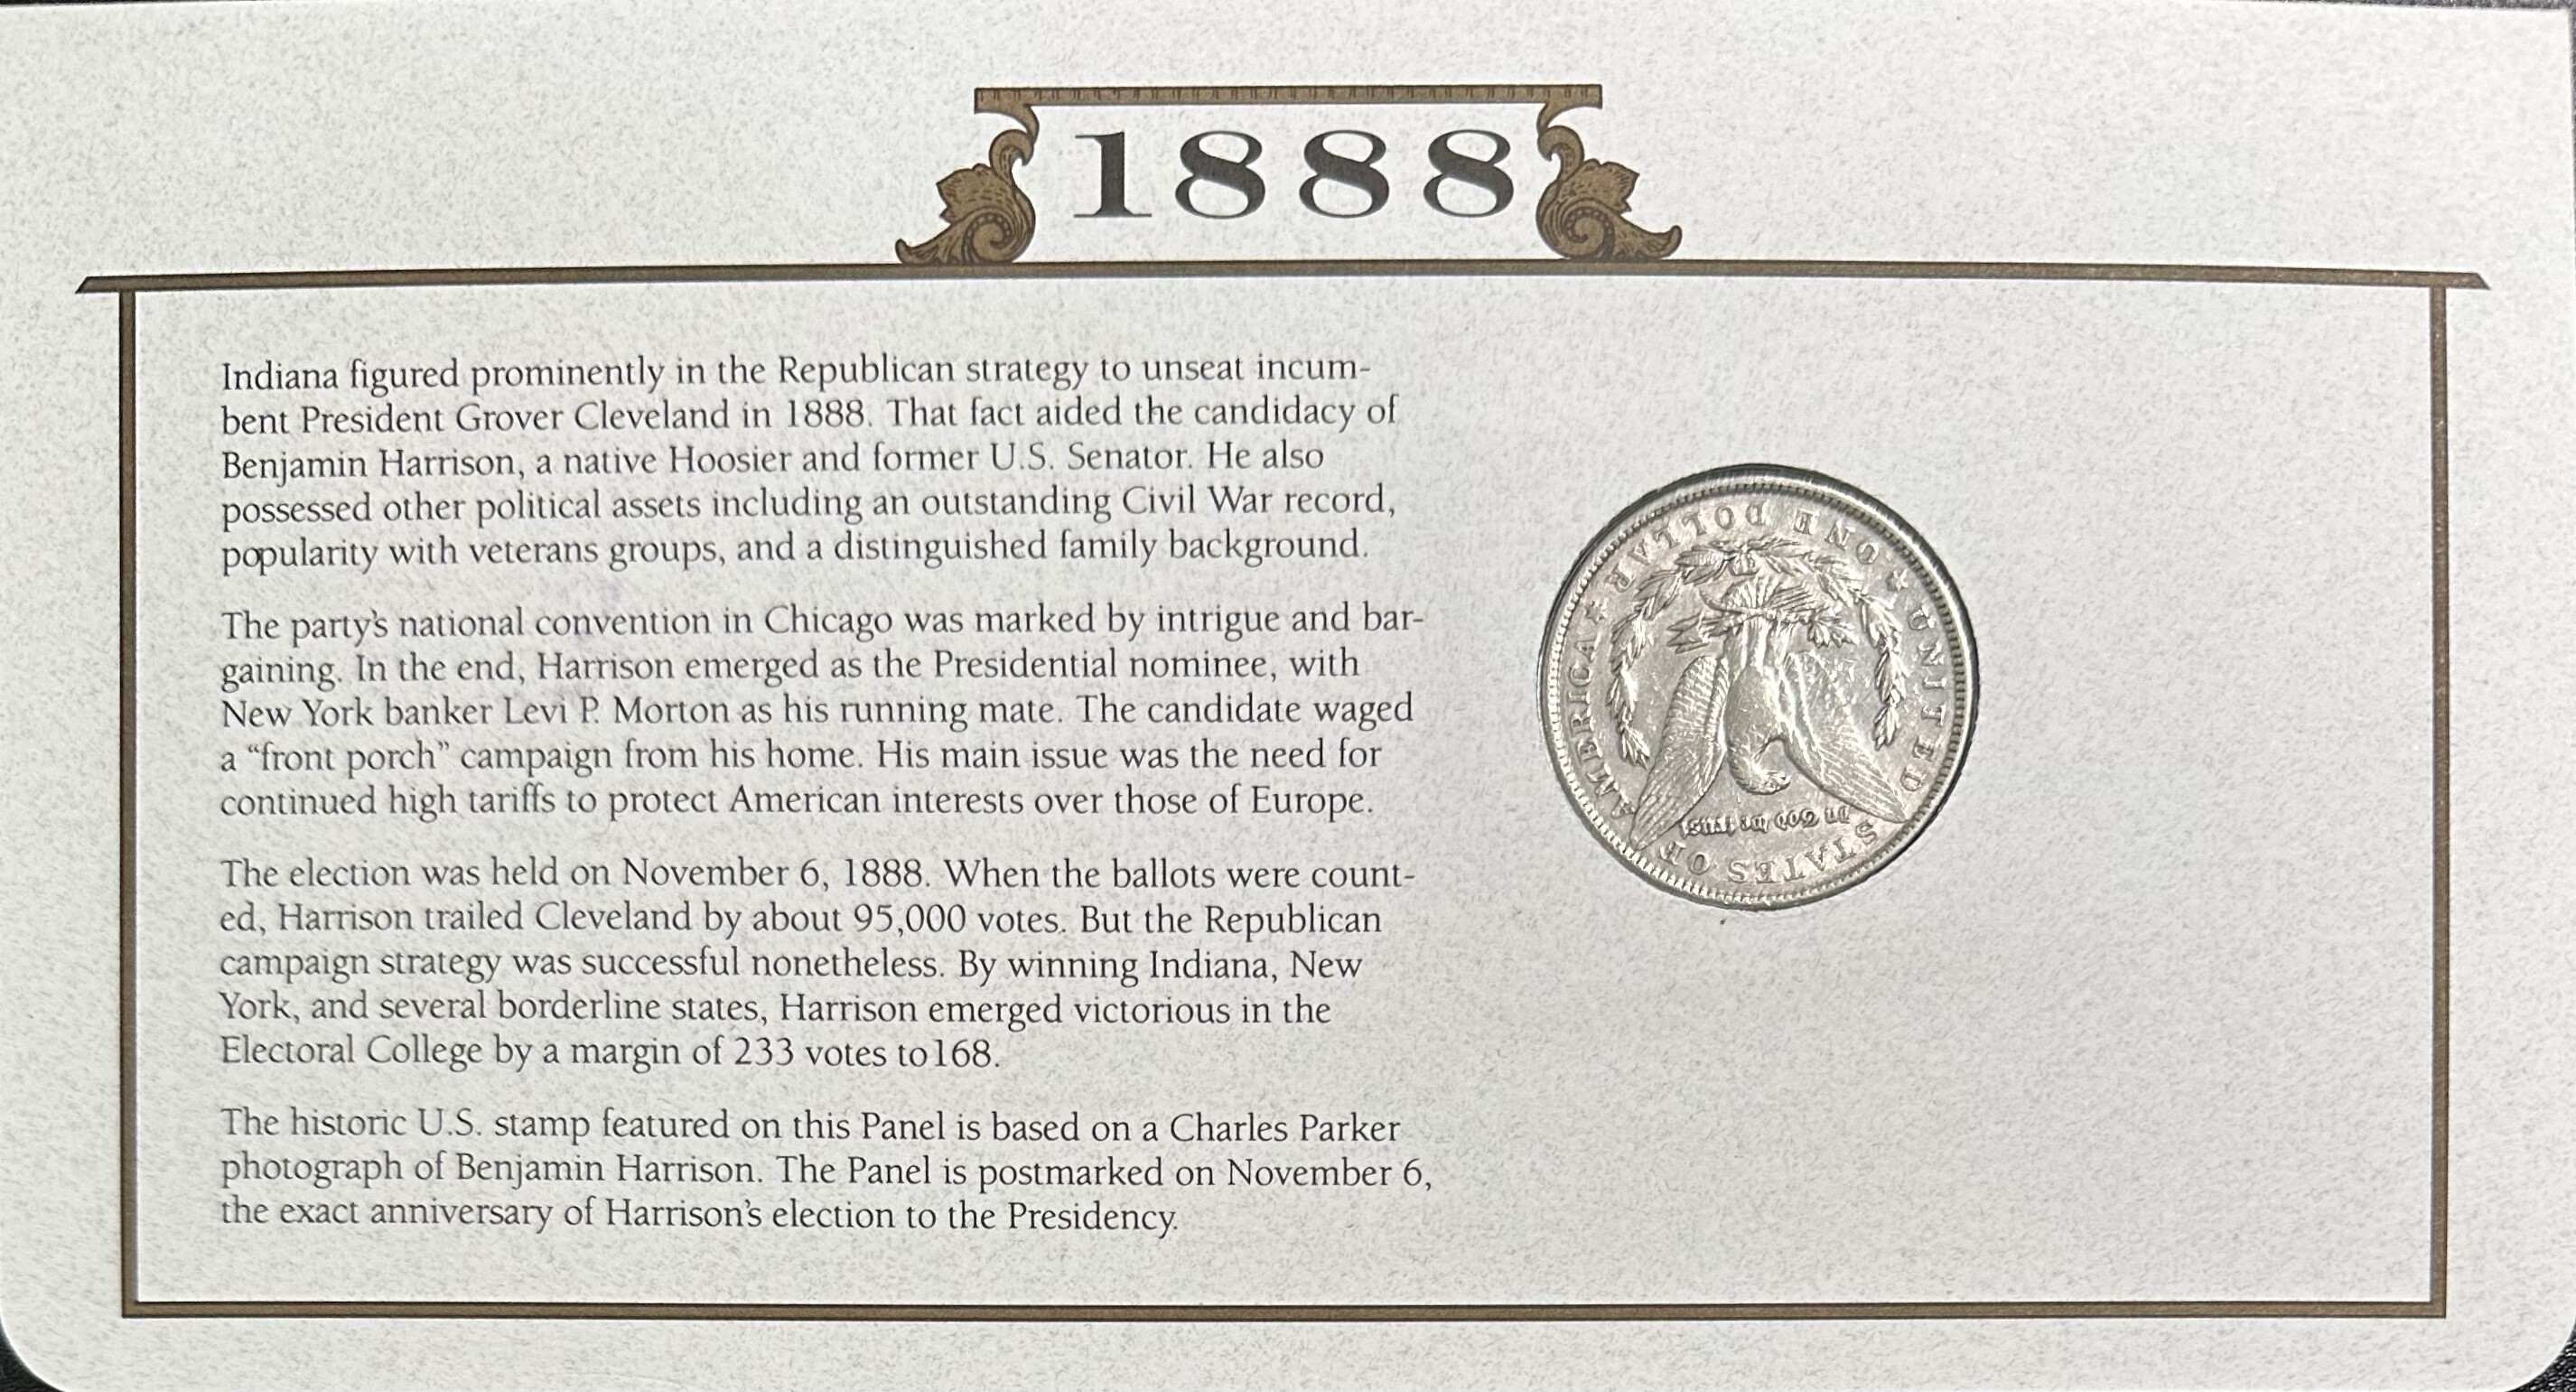 1888
Indiana figured prominently in the Republican strategy to unseat incum-
bent President Grover Cleveland in 1888. That fact aided the candidacy of
Benjamin Harrison, a native Hoosier and former U.S. Senator. He also
possessed other political assets including an outstanding Civil War record,
popularity with veterans groups, and a distinguished family background.
The party's national convention in Chicago was marked by intrigue and bar-
gaining. In the end, Harrison emerged as the Presidential nominee, with
New York banker Levi P. Morton as his running mate. The candidate waged
a “front porch” campaign from his home. His main issue was the need for
continued high tariffs to protect American interests over those of Europe.
The election was held on November 6, 1888. When the ballots were count-
ed, Harrison trailed Cleveland by about 95,000 votes. But the Republican
campaign strategy was successful nonetheless. By winning Indiana, New
York, and several borderline states, Harrison emerged victorious in the
Electoral College by a margin of 233 votes to168.
The historic U.S. stamp featured on this Panel is based on a Charles Parker
photograph of Benjamin Harrison. The Panel is postmarked on November 6,
the exact anniversary of Harrison's election to the Presidency.
UNITED STATES OF AMERICA
In God we trust
ONE DOLLAR